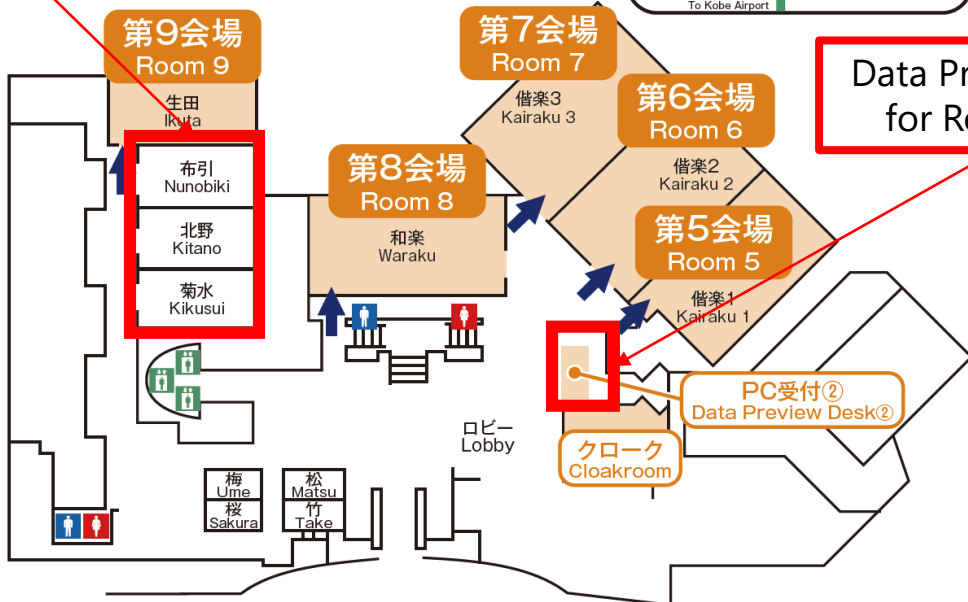 To Kobe Airport
第9会場
Room 9
第7会場
Room 7
Data Pr
for R
生田
Ikuta
偕楽3
Kairaku 3
第6会場
Room 6
布引
Nunobiki
第8会場
Room 8
偕楽2
Kairaku 2
北野
Kitano
和楽
Waraku
第5会場
Room 5
菊水
Kikusui
偕楽1
Kairaku 1
PC受付②
Data Preview Desk②
ロビー
Lobby
クローク
Cloakroom
梅
Ume
松
Matsu
桜
Sakura
竹
Take